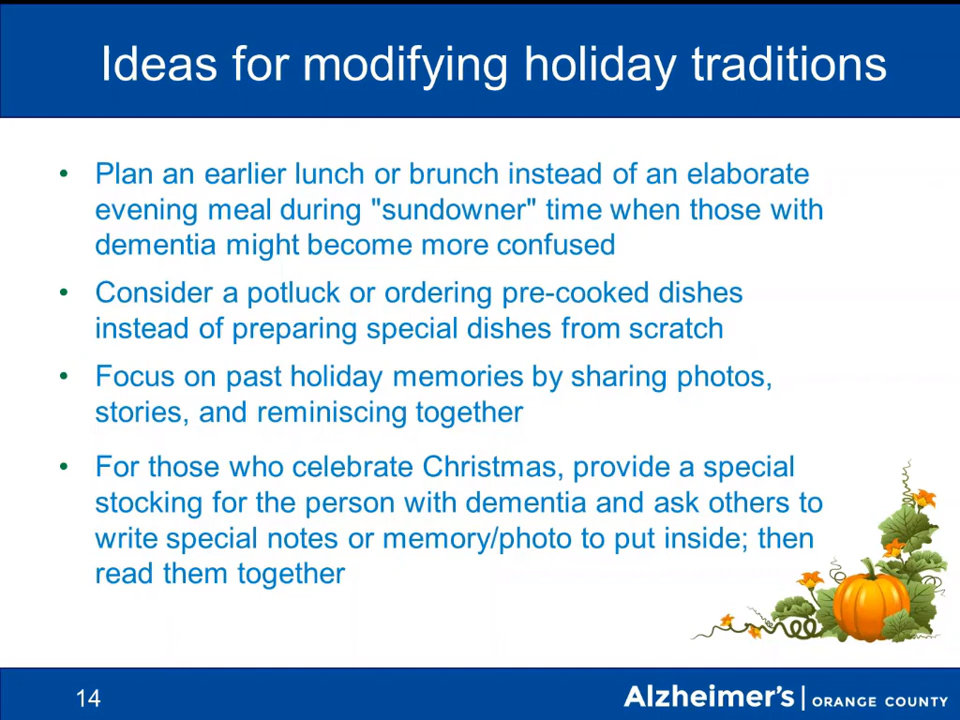 Ideas for modifying holiday traditions
• Plan an earlier lunch or brunch instead of an elaborate
evening meal during "sundowner" time when those with
dementia might become more confused
• Consider a potluck or ordering pre-cooked dishes
instead of preparing special dishes from scratch
• Focus on past holiday memories by sharing photos,
stories, and reminiscing together
• For those who celebrate Christmas, provide a special
stocking for the person with dementia and ask others to
write special notes or memory/photo to put inside; then
read them together
14
Alzheimer's | ORANGE COUNTY